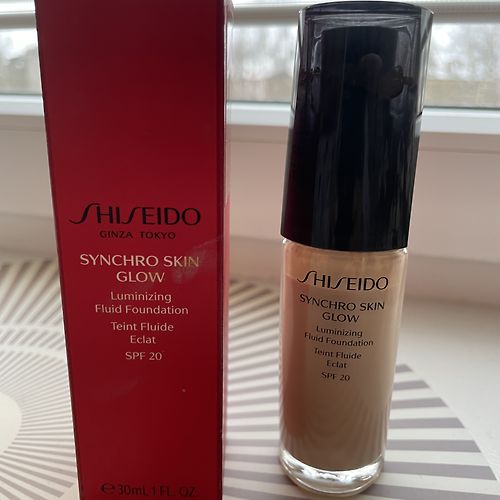 SHISEIDO
GINZA TOKYO
SYNCHRO SKIN
GLOW
Luminizing
Fluid Foundation
Teint Fluide
Eclat
SPF 20
℮ 30mL 1 FL. OZ.
SHISEIDO
SYNCHRO SKIN
GLOW
Luminizing
Fluid Foundation
Teint Fluide
Eclat
SPF 20